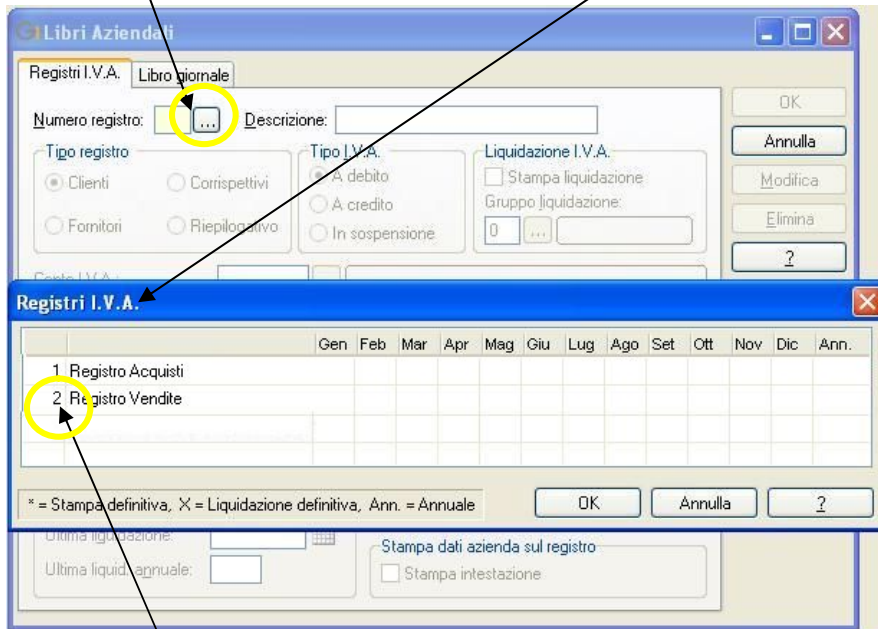 Libri Aziendali
Registri I.V.A. Libro giornale
Numero registro: ... Descrizione:
OK
Annulla
Modifica
Elimina
?
Tipo registro
Clienti Corrispettivi
Fornitori Riepilogativo
Tipo I.V.A.
A debito
A credito
In sospensione
Liquidazione I.V.A.
Stampa liquidazione
Gruppo liquidazione:
0 ...
Conto I.V.A.:
Registri I.V.A.
Gen Feb Mar Apr Mag Giu Lug Ago Set Ott Nov Dic Ann.
1 Registro Acquisti
2 Registro Vendite
* = Stampa definitiva, X = Liquidazione definitiva, Ann. = Annuale OK Annulla ?
Ultima liquidazione:
Ultima liquid. annuale:
Stampa dati azienda sul registro
Stampa intestazione